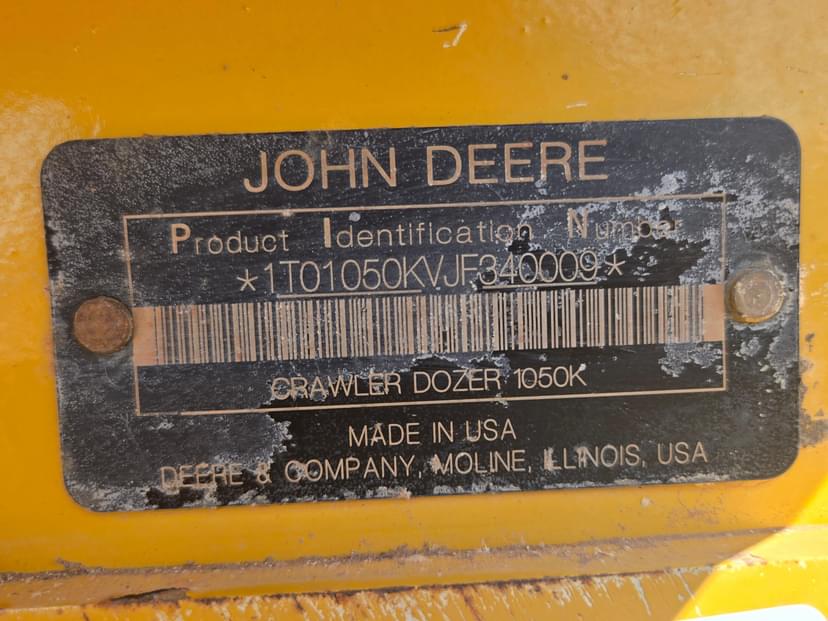 JOHN DEERE
Product Identification Number
*1T01050KVJF340009*
CRAWLER DOZER 1050K
MADE IN USA
DEERE & COMPANY, MOLINE, ILLINOIS, USA